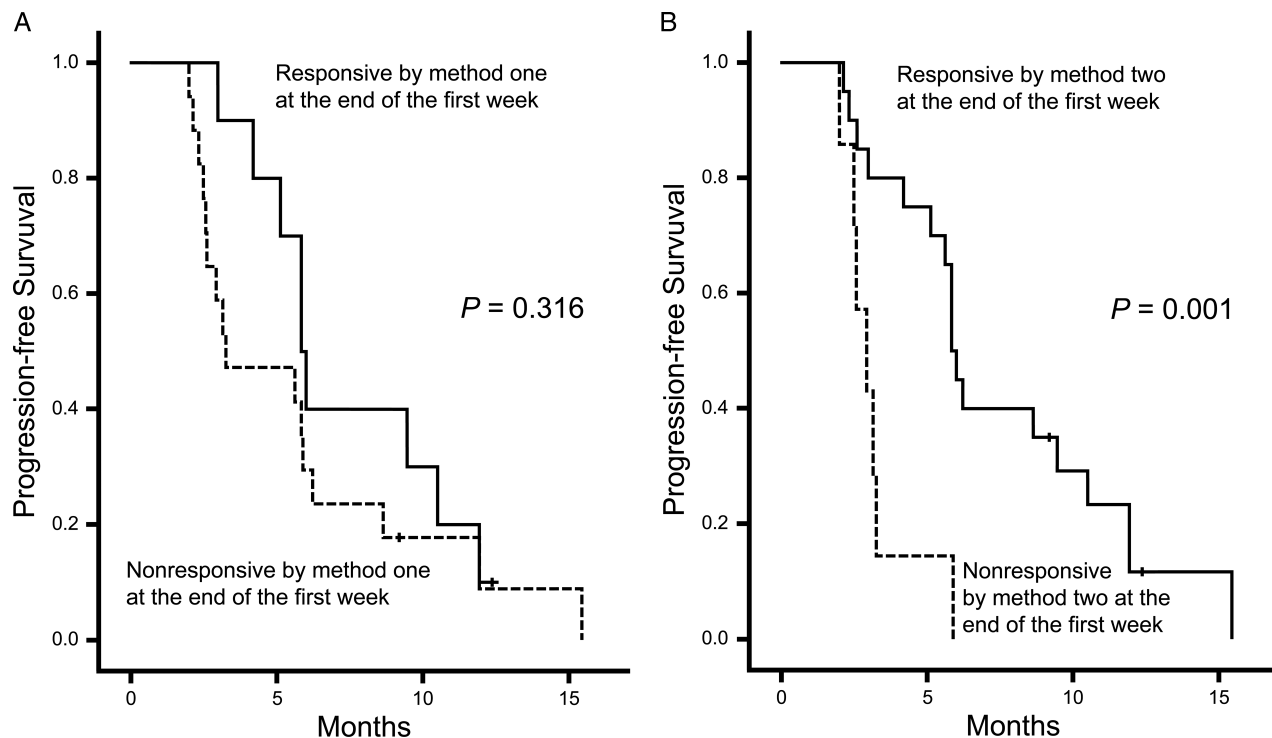 A
Progression-free Survuval
1.0
0.8
0.6
0.4
0.2
0.0
Responsive by method one
at the end of the first week
P = 0.316
Nonresponsive by method one
at the end of the first week
0 5 10 15
Months
B
Progression-free Survuval
1.0
0.8
0.6
0.4
0.2
0.0
Responsive by method two
at the end of the first week
P = 0.001
Nonresponsive
by method two at the
end of the first week
0 5 10 15
Months